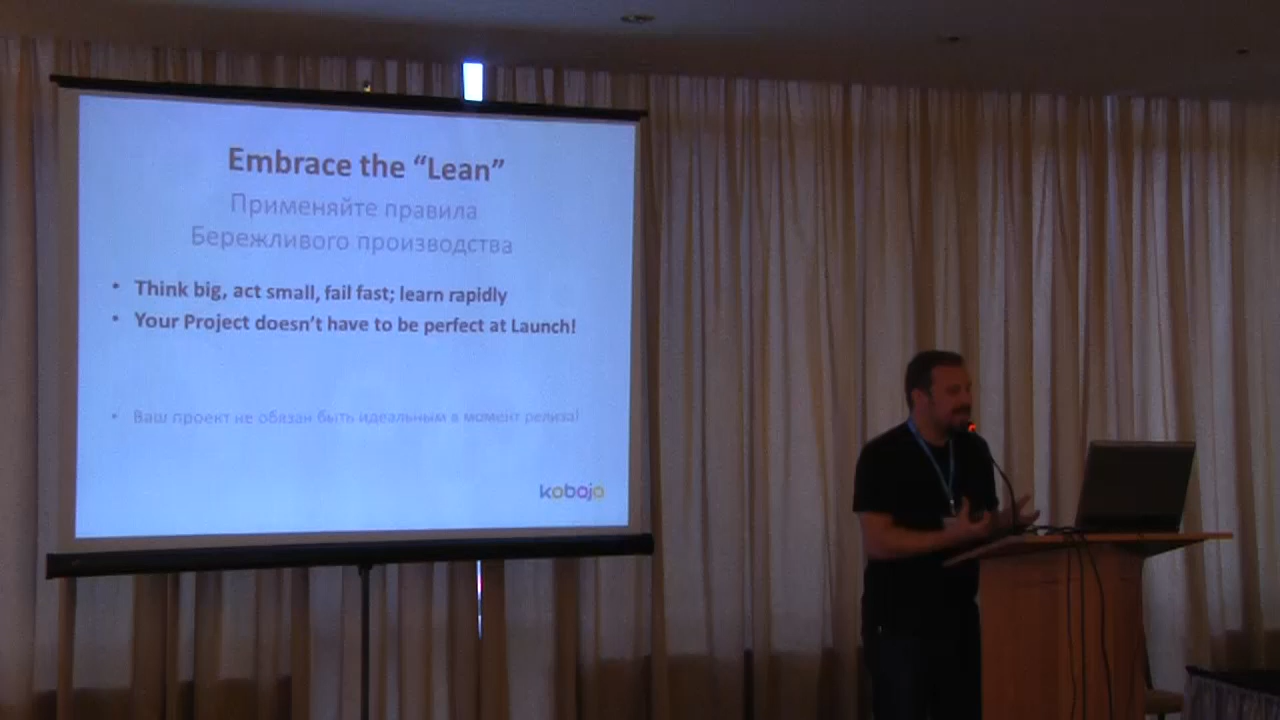 Embrace the “Lean”
Применяйте правила
Бережливого производства
• Think big, act small, fail fast; learn rapidly
• Your Project doesn’t have to be perfect at Launch!
• Ваш проект не обязан быть идеальным в момент релиза!
kobojo